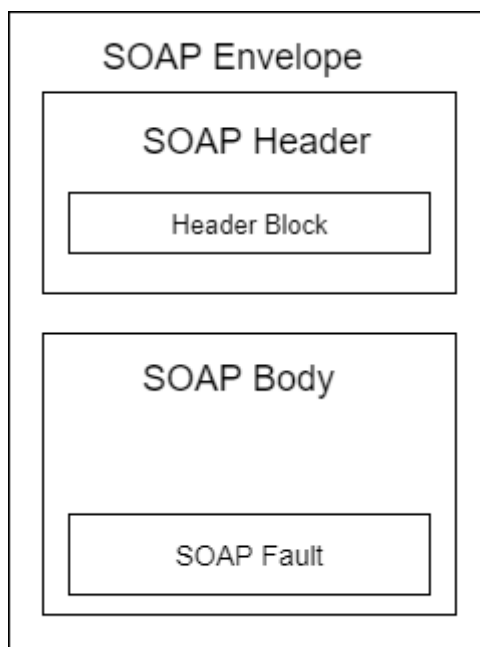 SOAP Envelope
SOAP Header
Header Block
SOAP Body
SOAP Fault